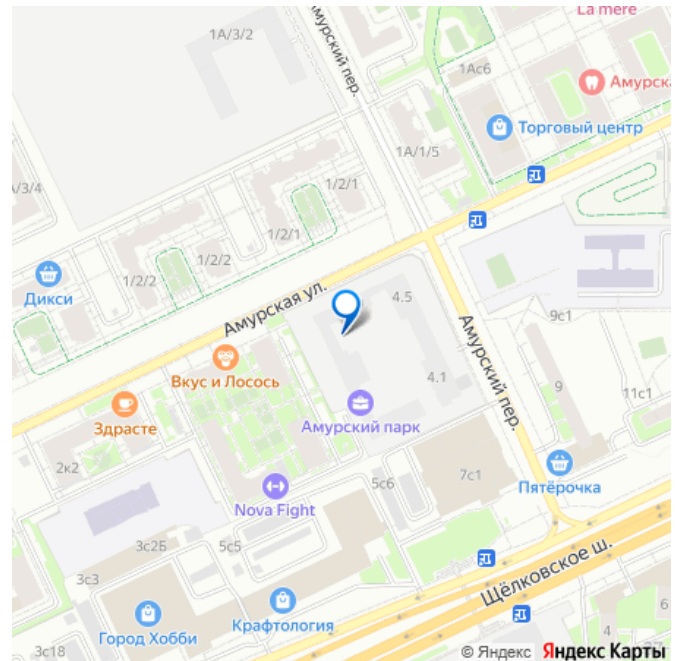 La mere
1А/3/2
Амурский пер.
1Ас6
Амурск
Торговый центр
1А/1/5
/3/4
1/2/1
1/2/1
1/2/2
1/2/2
Дикси
Амурская ул.
4.5
9с1
Амурский пер.
Вкус и Лосось
4.1
9
11с1
Здрасте
Амурский парк
2к2
7с1
5с6
Пятёрочка
Nova Fight
3с2Б
5с5
3с3
Щёлковское ш.
Город Хобби
Крафтология
6
4
3с18
© Яндекс Яндекс Карты